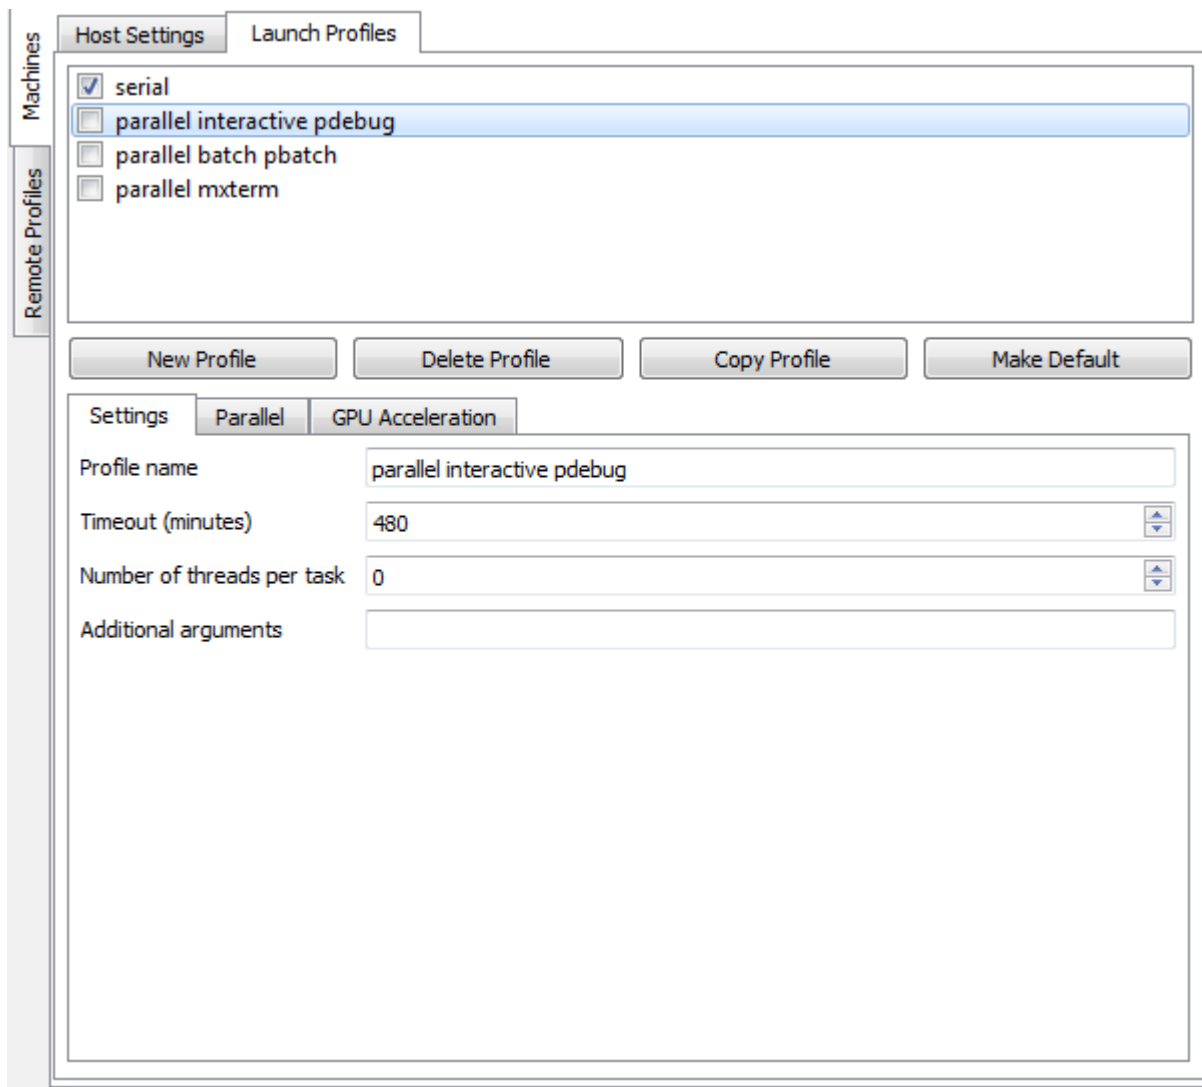 Machines
Remote Profiles
Host Settings
Launch Profiles
serial
parallel interactive pdebug
parallel batch pbatch
parallel mxterm
New Profile
Delete Profile
Copy Profile
Make Default
Settings
Parallel
GPU Acceleration
Profile name
parallel interactive pdebug
Timeout (minutes)
480
Number of threads per task
0
Additional arguments